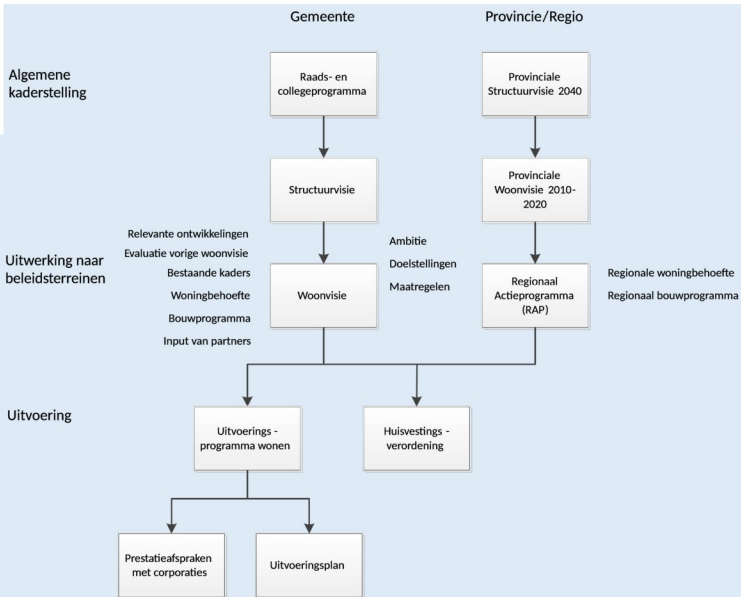 Gemeente
Provincie/Regio
Algemene
kaderstelling
Raads- en
collegeprogramma
Provinciale
Structuurvisie 2040
Structuurvisie
Provinciale
Woonvisie 2010-
2020
Uitwerking naar
beleidsterreinen
Relevante ontwikkelingen
Evaluatie vorige woonvisie
Bestaande kaders
Woningbehoefte
Bouwprogramma
Input van partners
Woonvisie
Ambitie
Doelstellingen
Maatregelen
Regionaal
Actieprogramma
(RAP)
Regionale woningbehoefte
Regionaal bouwprogramma
Uitvoering
Uitvoerings -
programma wonen
Huisvestings -
verordening
Prestatieafspraken
met corporaties
Uitvoeringsplan